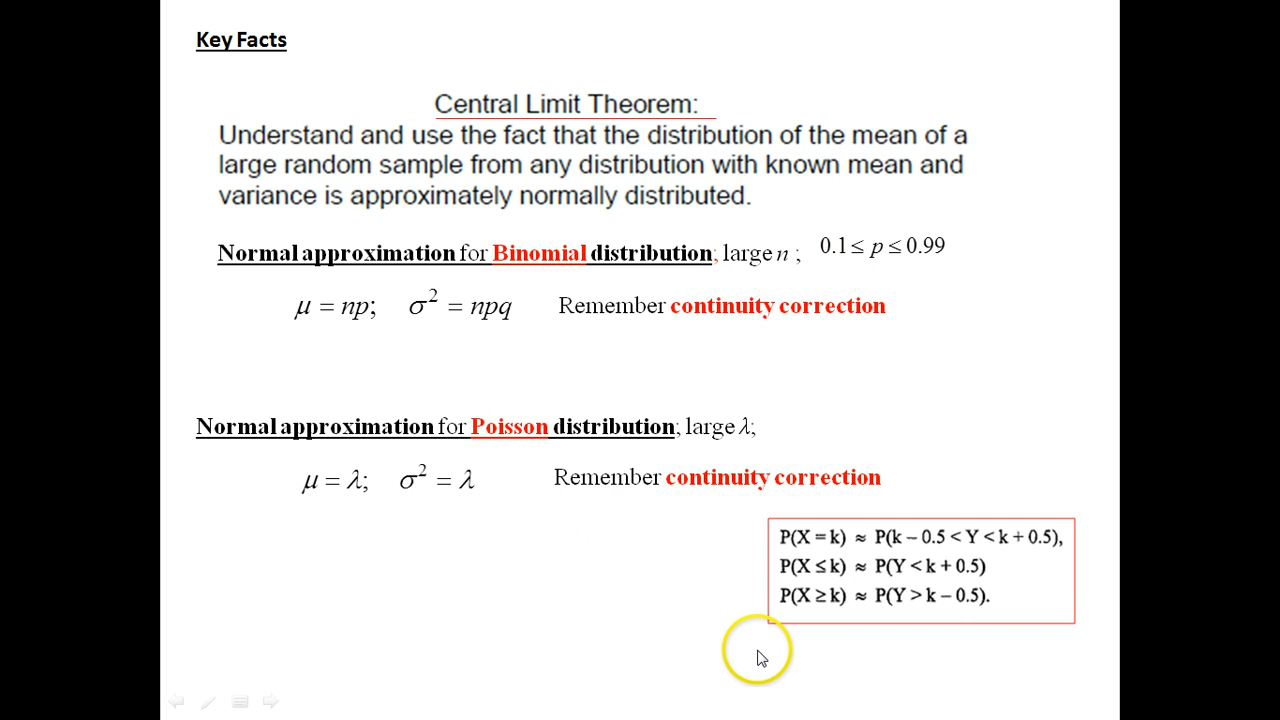 Key Facts
Central Limit Theorem:
Understand and use the fact that the distribution of the mean of a
large random sample from any distribution with known mean and
variance is approximately normally distributed.
Normal approximation for Binomial distribution; large n ; 0.1 ≤ p ≤ 0.99
μ = np; σ² = npq Remember continuity correction
Normal approximation for Poisson distribution; large λ;
μ = λ; σ² = λ Remember continuity correction
P(X = k) ≈ P(k – 0.5 < Y < k + 0.5),
P(X ≤ k) ≈ P(Y < k + 0.5)
P(X ≥ k) ≈ P(Y > k – 0.5).